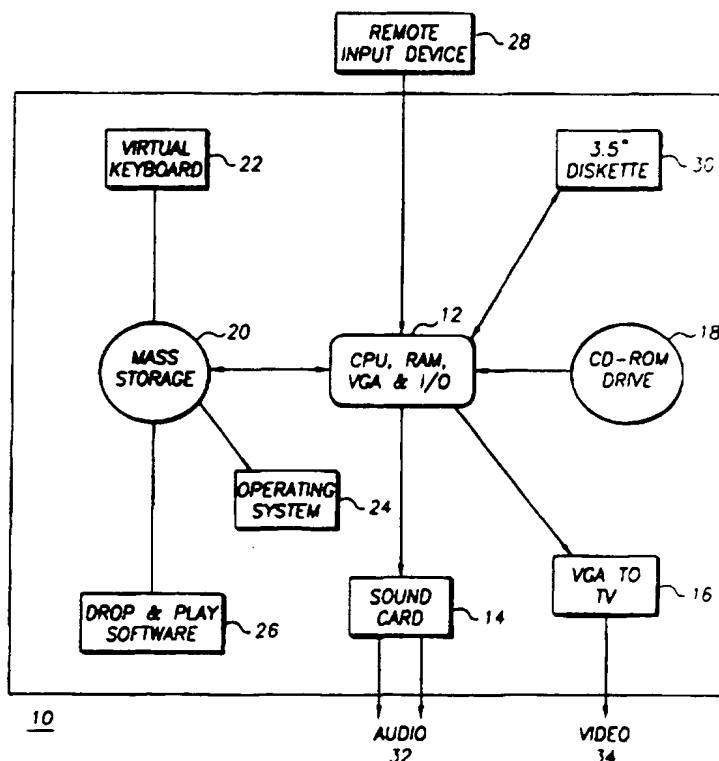 REMOTE
INPUT DEVICE
28
VIRTUAL
KEYBOARD
22
3.5"
DISKETTE
30
20
MASS
STORAGE
12
CPU, RAM,
VGA & I/O
18
CD-ROM
DRIVE
OPERATING
SYSTEM
24
DROP & PLAY
SOFTWARE
26
SOUND
CARD
14
VGA TO
TV
16
10
AUDIO
32
VIDEO
34